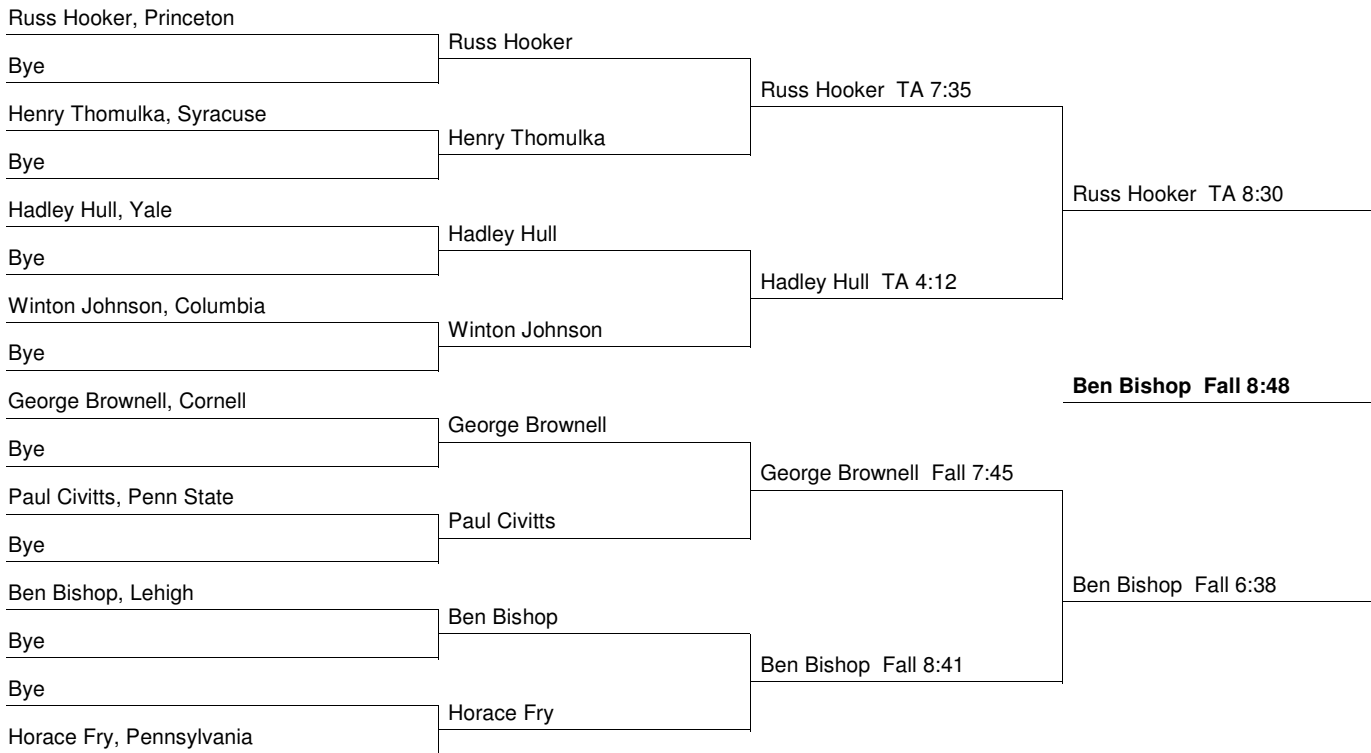 Russ Hooker, Princeton
Bye
Henry Thomulka, Syracuse
Bye
Hadley Hull, Yale
Bye
Winton Johnson, Columbia
Bye
George Brownell, Cornell
Bye
Paul Civitts, Penn State
Bye
Ben Bishop, Lehigh
Bye
Bye
Horace Fry, Pennsylvania
Russ Hooker
Henry Thomulka
Hadley Hull
Winton Johnson
George Brownell
Paul Civitts
Ben Bishop
Horace Fry
Russ Hooker TA 7:35
Hadley Hull TA 4:12
George Brownell Fall 7:45
Ben Bishop Fall 8:41
Russ Hooker TA 8:30
Ben Bishop Fall 8:48
Ben Bishop Fall 6:38